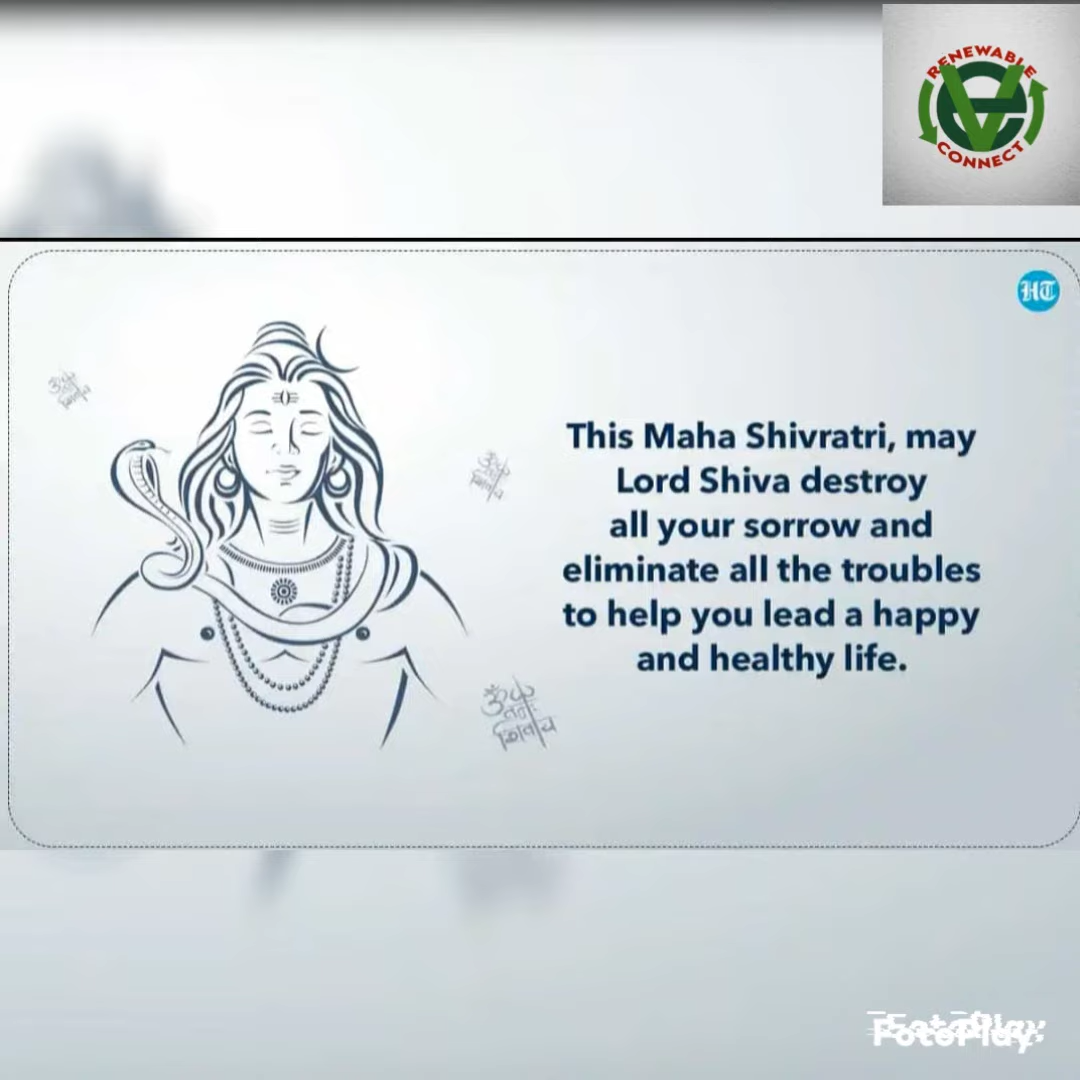 RENEWABLE
CONNECT
HT
This Maha Shivratri, may
Lord Shiva destroy
all your sorrow and
eliminate all the troubles
to help you lead a happy
and healthy life.
ॐ
नमः
शिवाय
FotoPlay